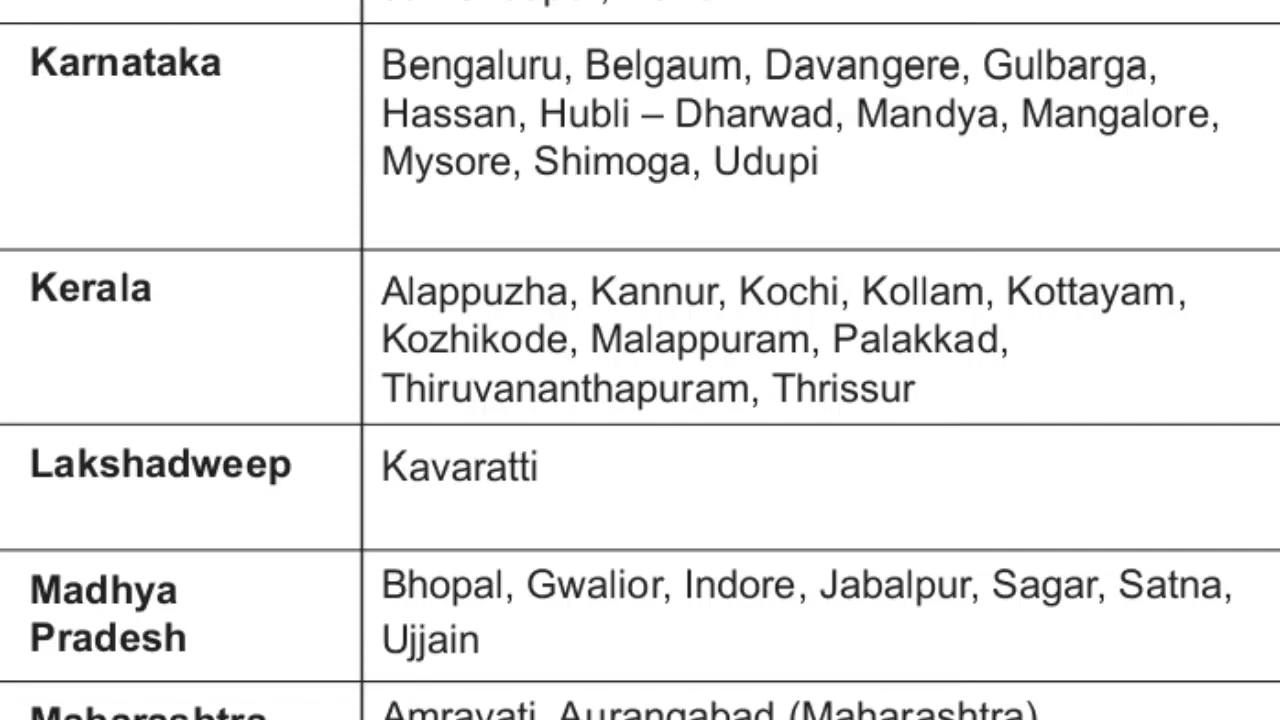 Karnataka
Bengaluru, Belgaum, Davangere, Gulbarga,
Hassan, Hubli – Dharwad, Mandya, Mangalore,
Mysore, Shimoga, Udupi
Kerala
Alappuzha, Kannur, Kochi, Kollam, Kottayam,
Kozhikode, Malappuram, Palakkad,
Thiruvananthapuram, Thrissur
Lakshadweep
Kavaratti
Madhya
Pradesh
Bhopal, Gwalior, Indore, Jabalpur, Sagar, Satna,
Ujjain
Maharashtra
Amravati, Aurangabad (Maharashtra)